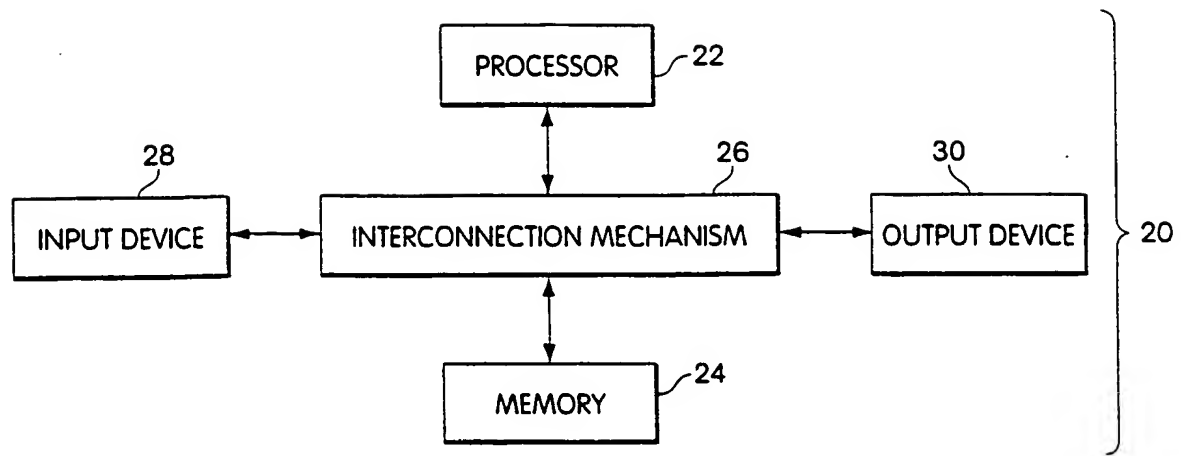 PROCESSOR
22
28
26
30
INPUT DEVICE
INTERCONNECTION MECHANISM
OUTPUT DEVICE
20
24
MEMORY